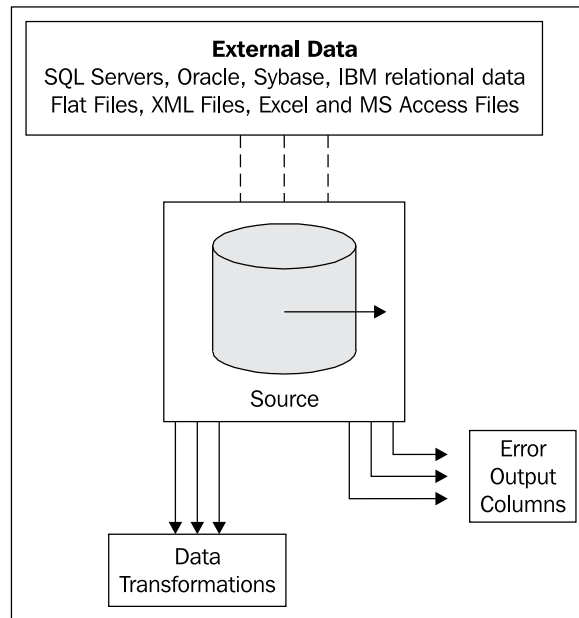 External Data
SQL Servers, Oracle, Sybase, IBM relational data
Flat Files, XML Files, Excel and MS Access Files
Source
Error
Output
Columns
Data
Transformations